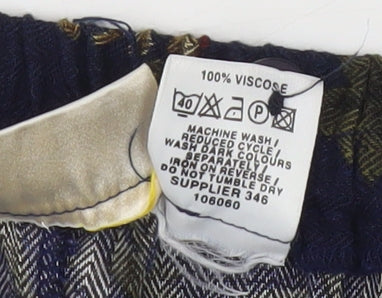 100% VISCOSE
40 P
MACHINE WASH/
REDUCED CYCLE/
WASH DARK COLOURS
SEPARATELY/
IRON ON REVERSE/
DO NOT TUMBLE DRY
SUPPLIER 346
106060